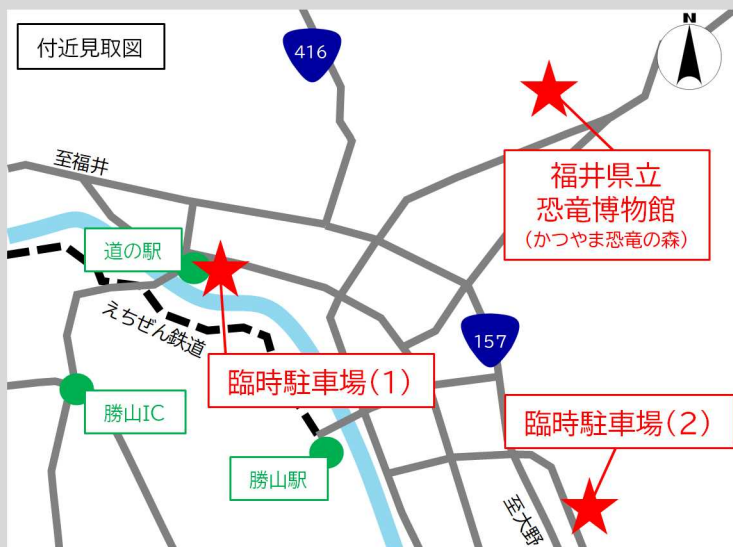 付近見取図
416
N
至福井
福井県立
恐竜博物館
(かつやま恐竜の森)
道の駅
えちぜん鉄道
157
臨時駐車場(1)
勝山IC
臨時駐車場(2)
勝山駅
至大野